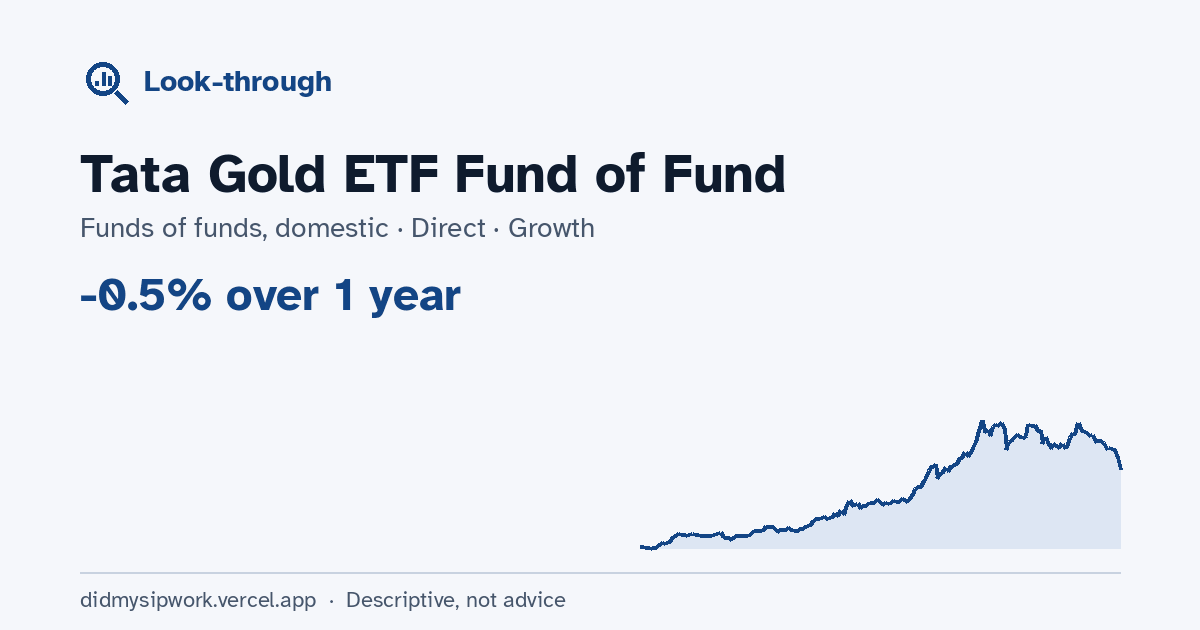 Look-through
Tata Gold ETF Fund of Fund
Funds of funds, domestic · Direct · Growth
-0.5% over 1 year
didmysipwork.vercel.app · Descriptive, not advice